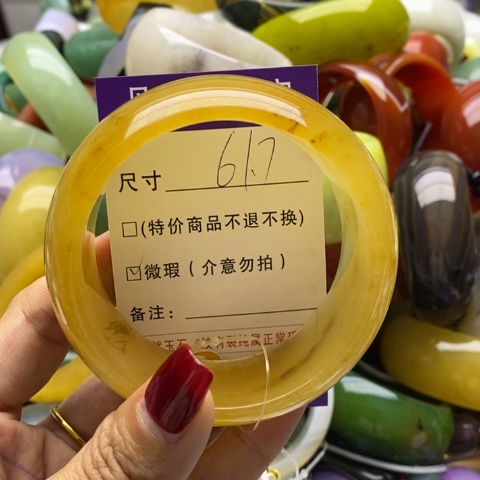 尺寸 61.7
□(特价商品不退不换)
☑微瑕(介意勿拍)
备注: